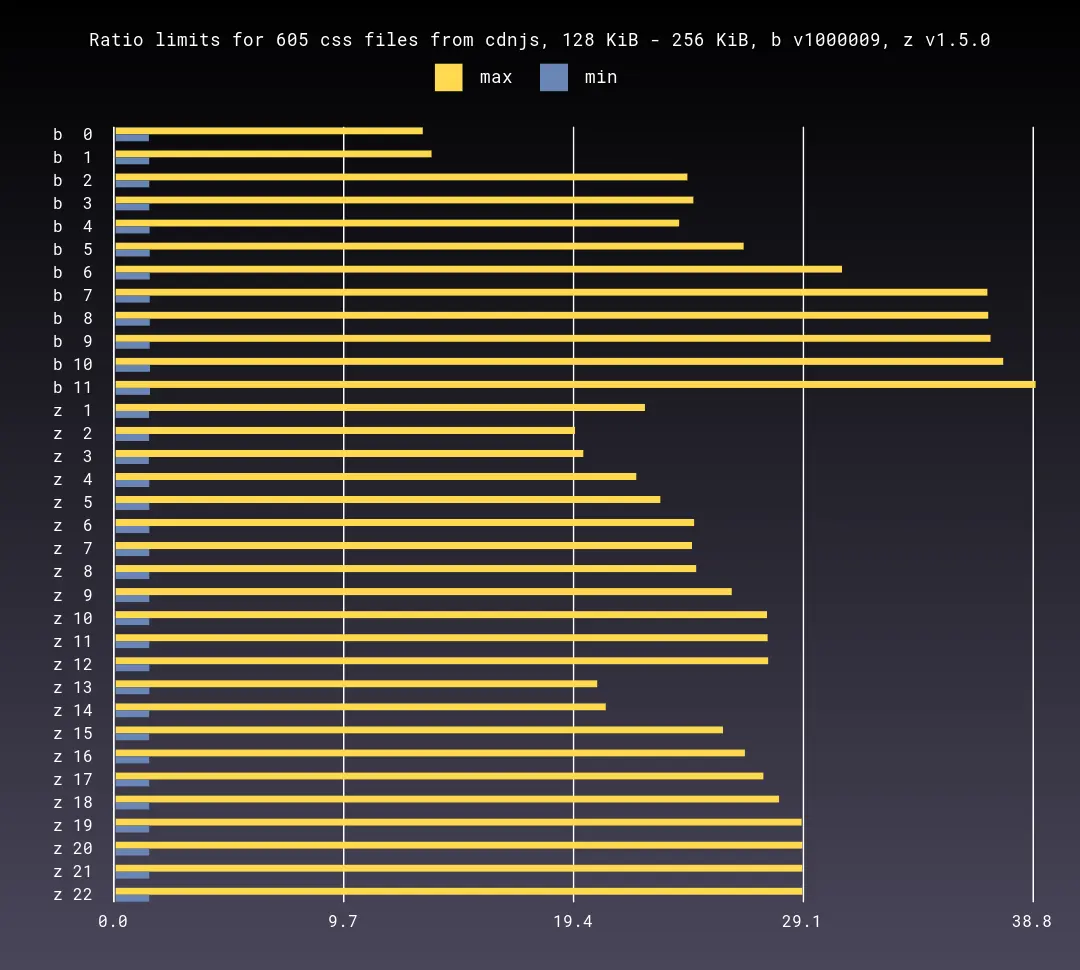 Ratio limits for 605 css files from cdnjs, 128 KiB - 256 KiB, b v1000009, z v1.5.0
max min
b 0
b 1
b 2
b 3
b 4
b 5
b 6
b 7
b 8
b 9
b 10
b 11
z 1
z 2
z 3
z 4
z 5
z 6
z 7
z 8
z 9
z 10
z 11
z 12
z 13
z 14
z 15
z 16
z 17
z 18
z 19
z 20
z 21
z 22
0.0 9.7 19.4 29.1 38.8